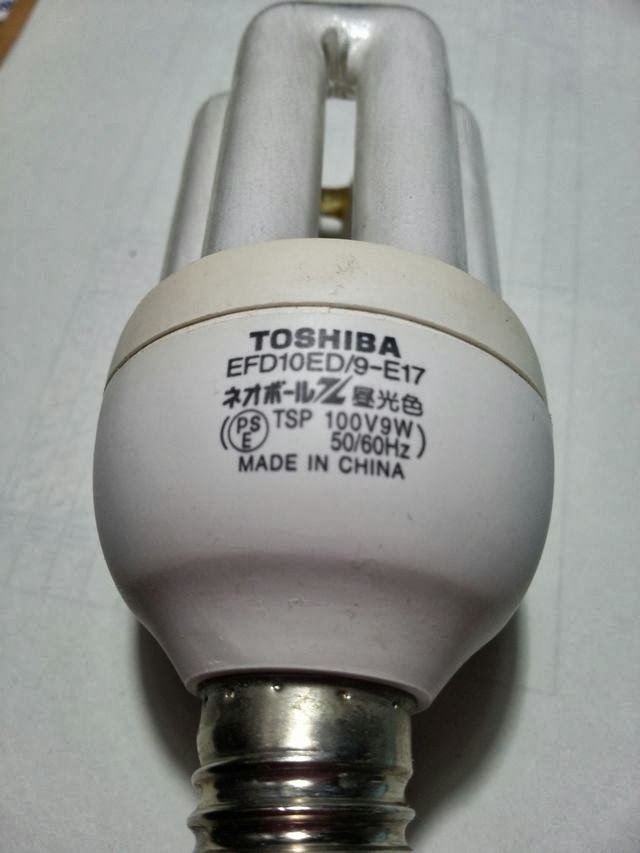 TOSHIBA
EFD10ED/9-E17
ネオボールZ 昼光色
(PSE TSP 100V9W
50/60Hz)
MADE IN CHINA